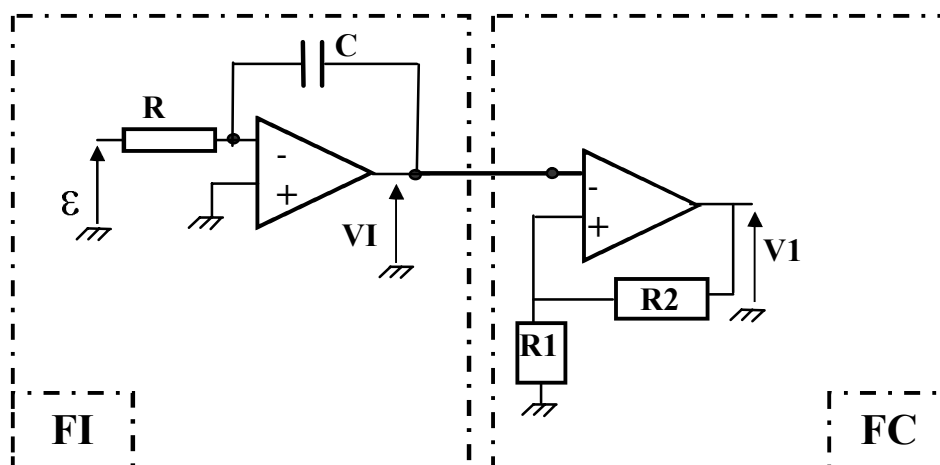 C
R
-
+
ε
VI
-
+
V1
R2
R1
FI
FC